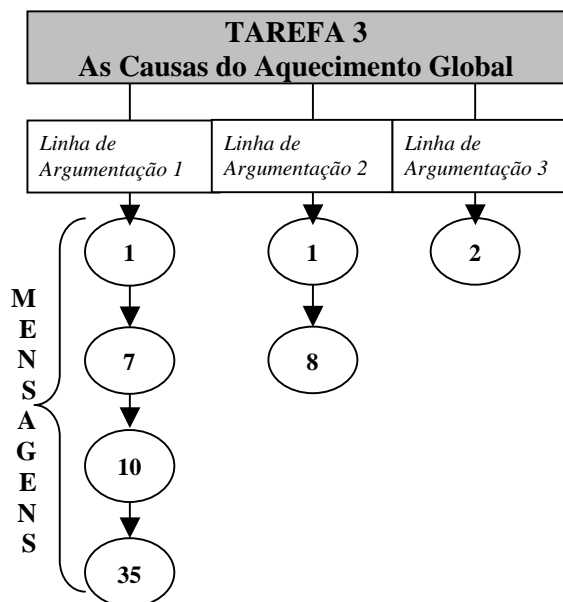 TAREFA 3
As Causas do Aquecimento Global
Linha de
Argumentação 1
Linha de
Argumentação 2
Linha de
Argumentação 3
MENSAGENS
1
7
10
35
1
8
2